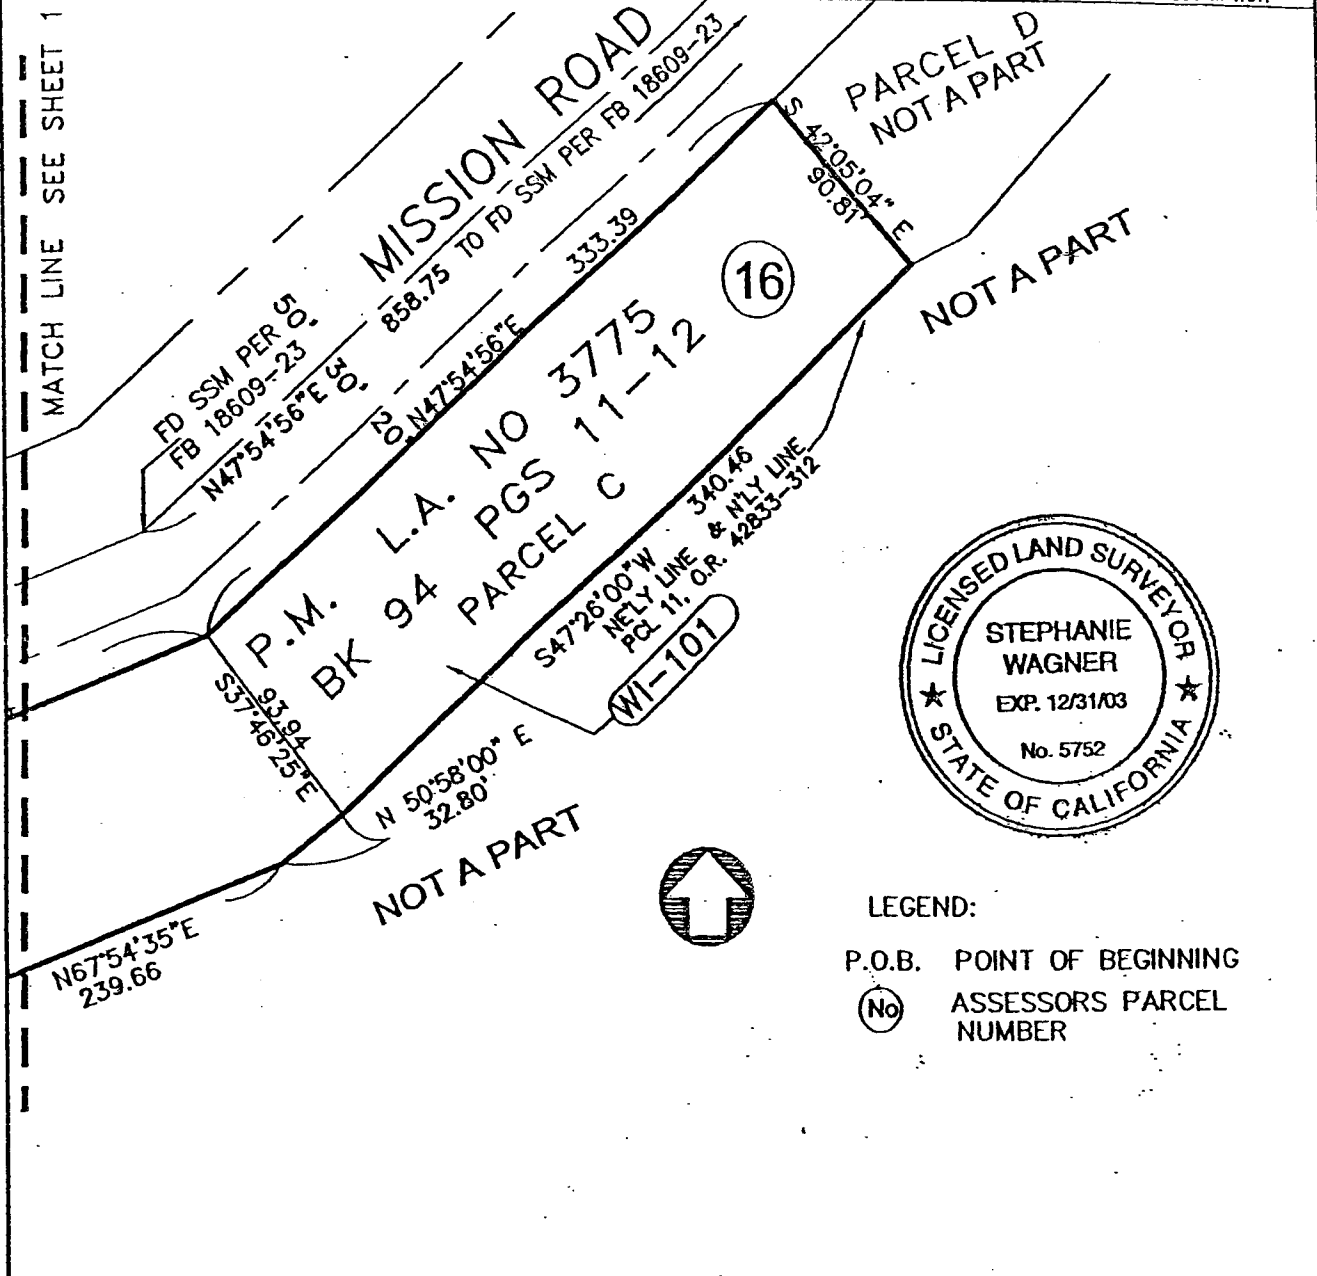 MATCH LINE SEE SHEET 1
MISSION ROAD
858.75 TO FD SSM PER FB 18609-23
PARCEL D
NOT A PART
S 42°05'04" E
90.81'
333.39
N47°54'56"E
FD SSM PER
FB 18609-23
N47°54'56"E
50'
30'
20'
16
NOT A PART
P.M. L.A. NO 3775
BK 94 PGS 11-12
PARCEL C
340.46
S47°26'00"W
NE'LY LINE & N'LY LINE
PCL 11, O.R. 42833-312
WI-101
93.94
S37°46'25"E
N 50°58'00" E
32.80'
NOT A PART
N67°54'35"E
239.66
LICENSED LAND SURVEYOR
STEPHANIE
WAGNER
EXP. 12/31/03
No. 5752
STATE OF CALIFORNIA
LEGEND:
P.O.B. POINT OF BEGINNING
No ASSESSORS PARCEL
NUMBER